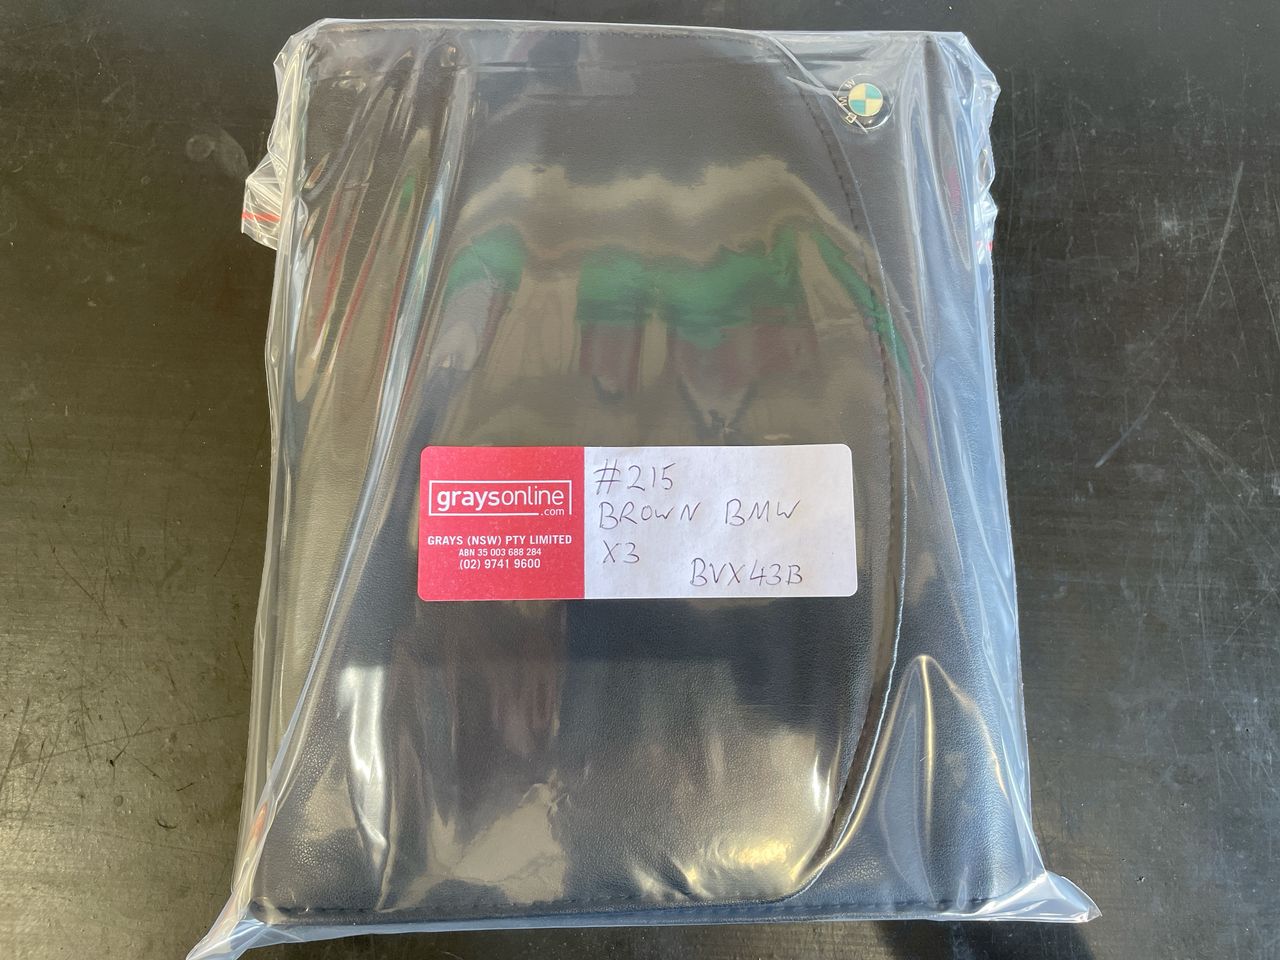 BMW
graysonline
.com
GRAYS (NSW) PTY LIMITED
ABN 35 003 688 284
(02) 9741 9600
#215
BROWN BMW
X3
BVX43B